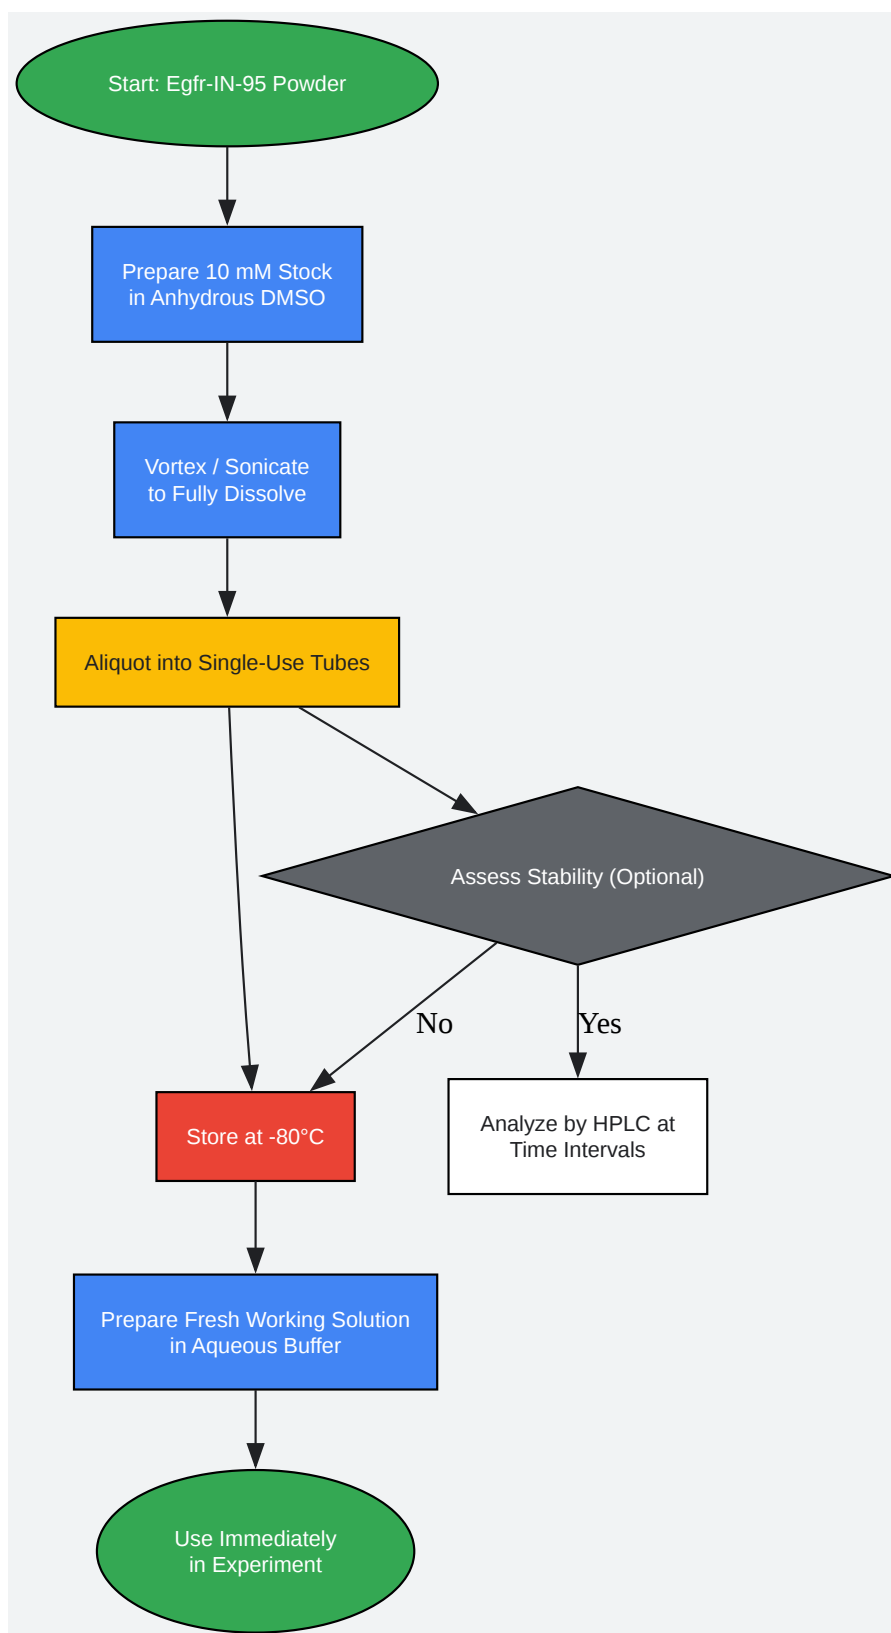 Start: Egfr-IN-95 Powder
Prepare 10 mM Stock
in Anhydrous DMSO
Vortex / Sonicate
to Fully Dissolve
Aliquot into Single-Use Tubes
Assess Stability (Optional)
No
Yes
Store at -80°C
Analyze by HPLC at
Time Intervals
Prepare Fresh Working Solution
in Aqueous Buffer
Use Immediately
in Experiment